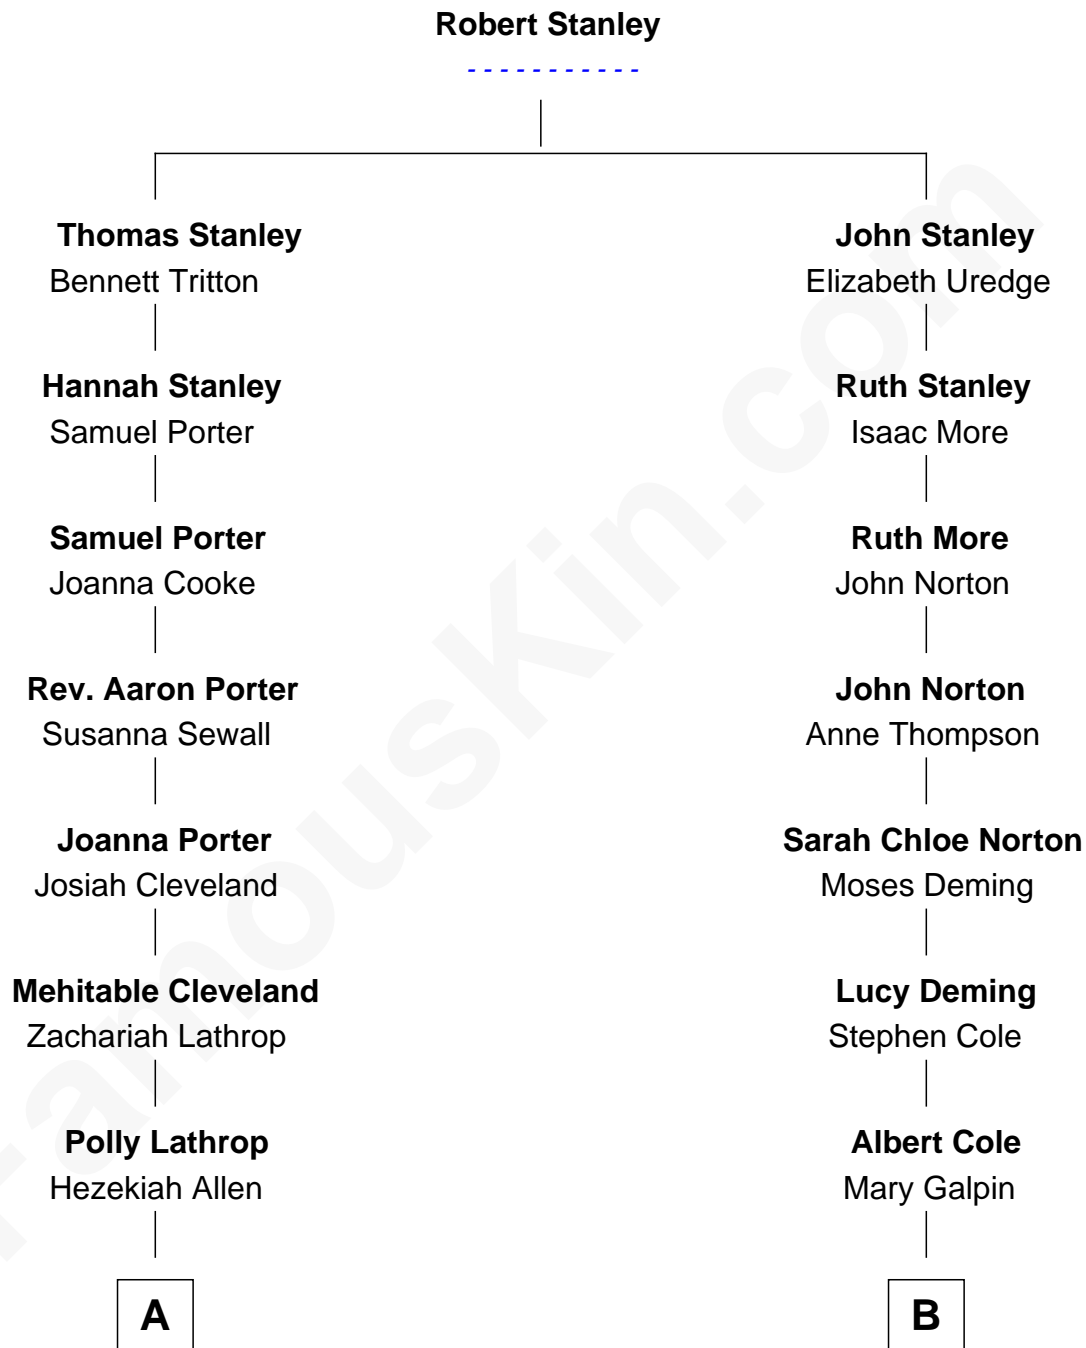 Robert Stanley
- - - - - - - - - - -
Thomas Stanley
Bennett Tritton
John Stanley
Elizabeth Uredge
Hannah Stanley
Samuel Porter
Ruth Stanley
Isaac More
Samuel Porter
Joanna Cooke
Ruth More
John Norton
Rev. Aaron Porter
Susanna Sewall
John Norton
Anne Thompson
Joanna Porter
Josiah Cleveland
Sarah Chloe Norton
Moses Deming
Mehitable Cleveland
Zachariah Lathrop
Lucy Deming
Stephen Cole
Polly Lathrop
Hezekiah Allen
Albert Cole
Mary Galpin
A
B
FamousKin.com